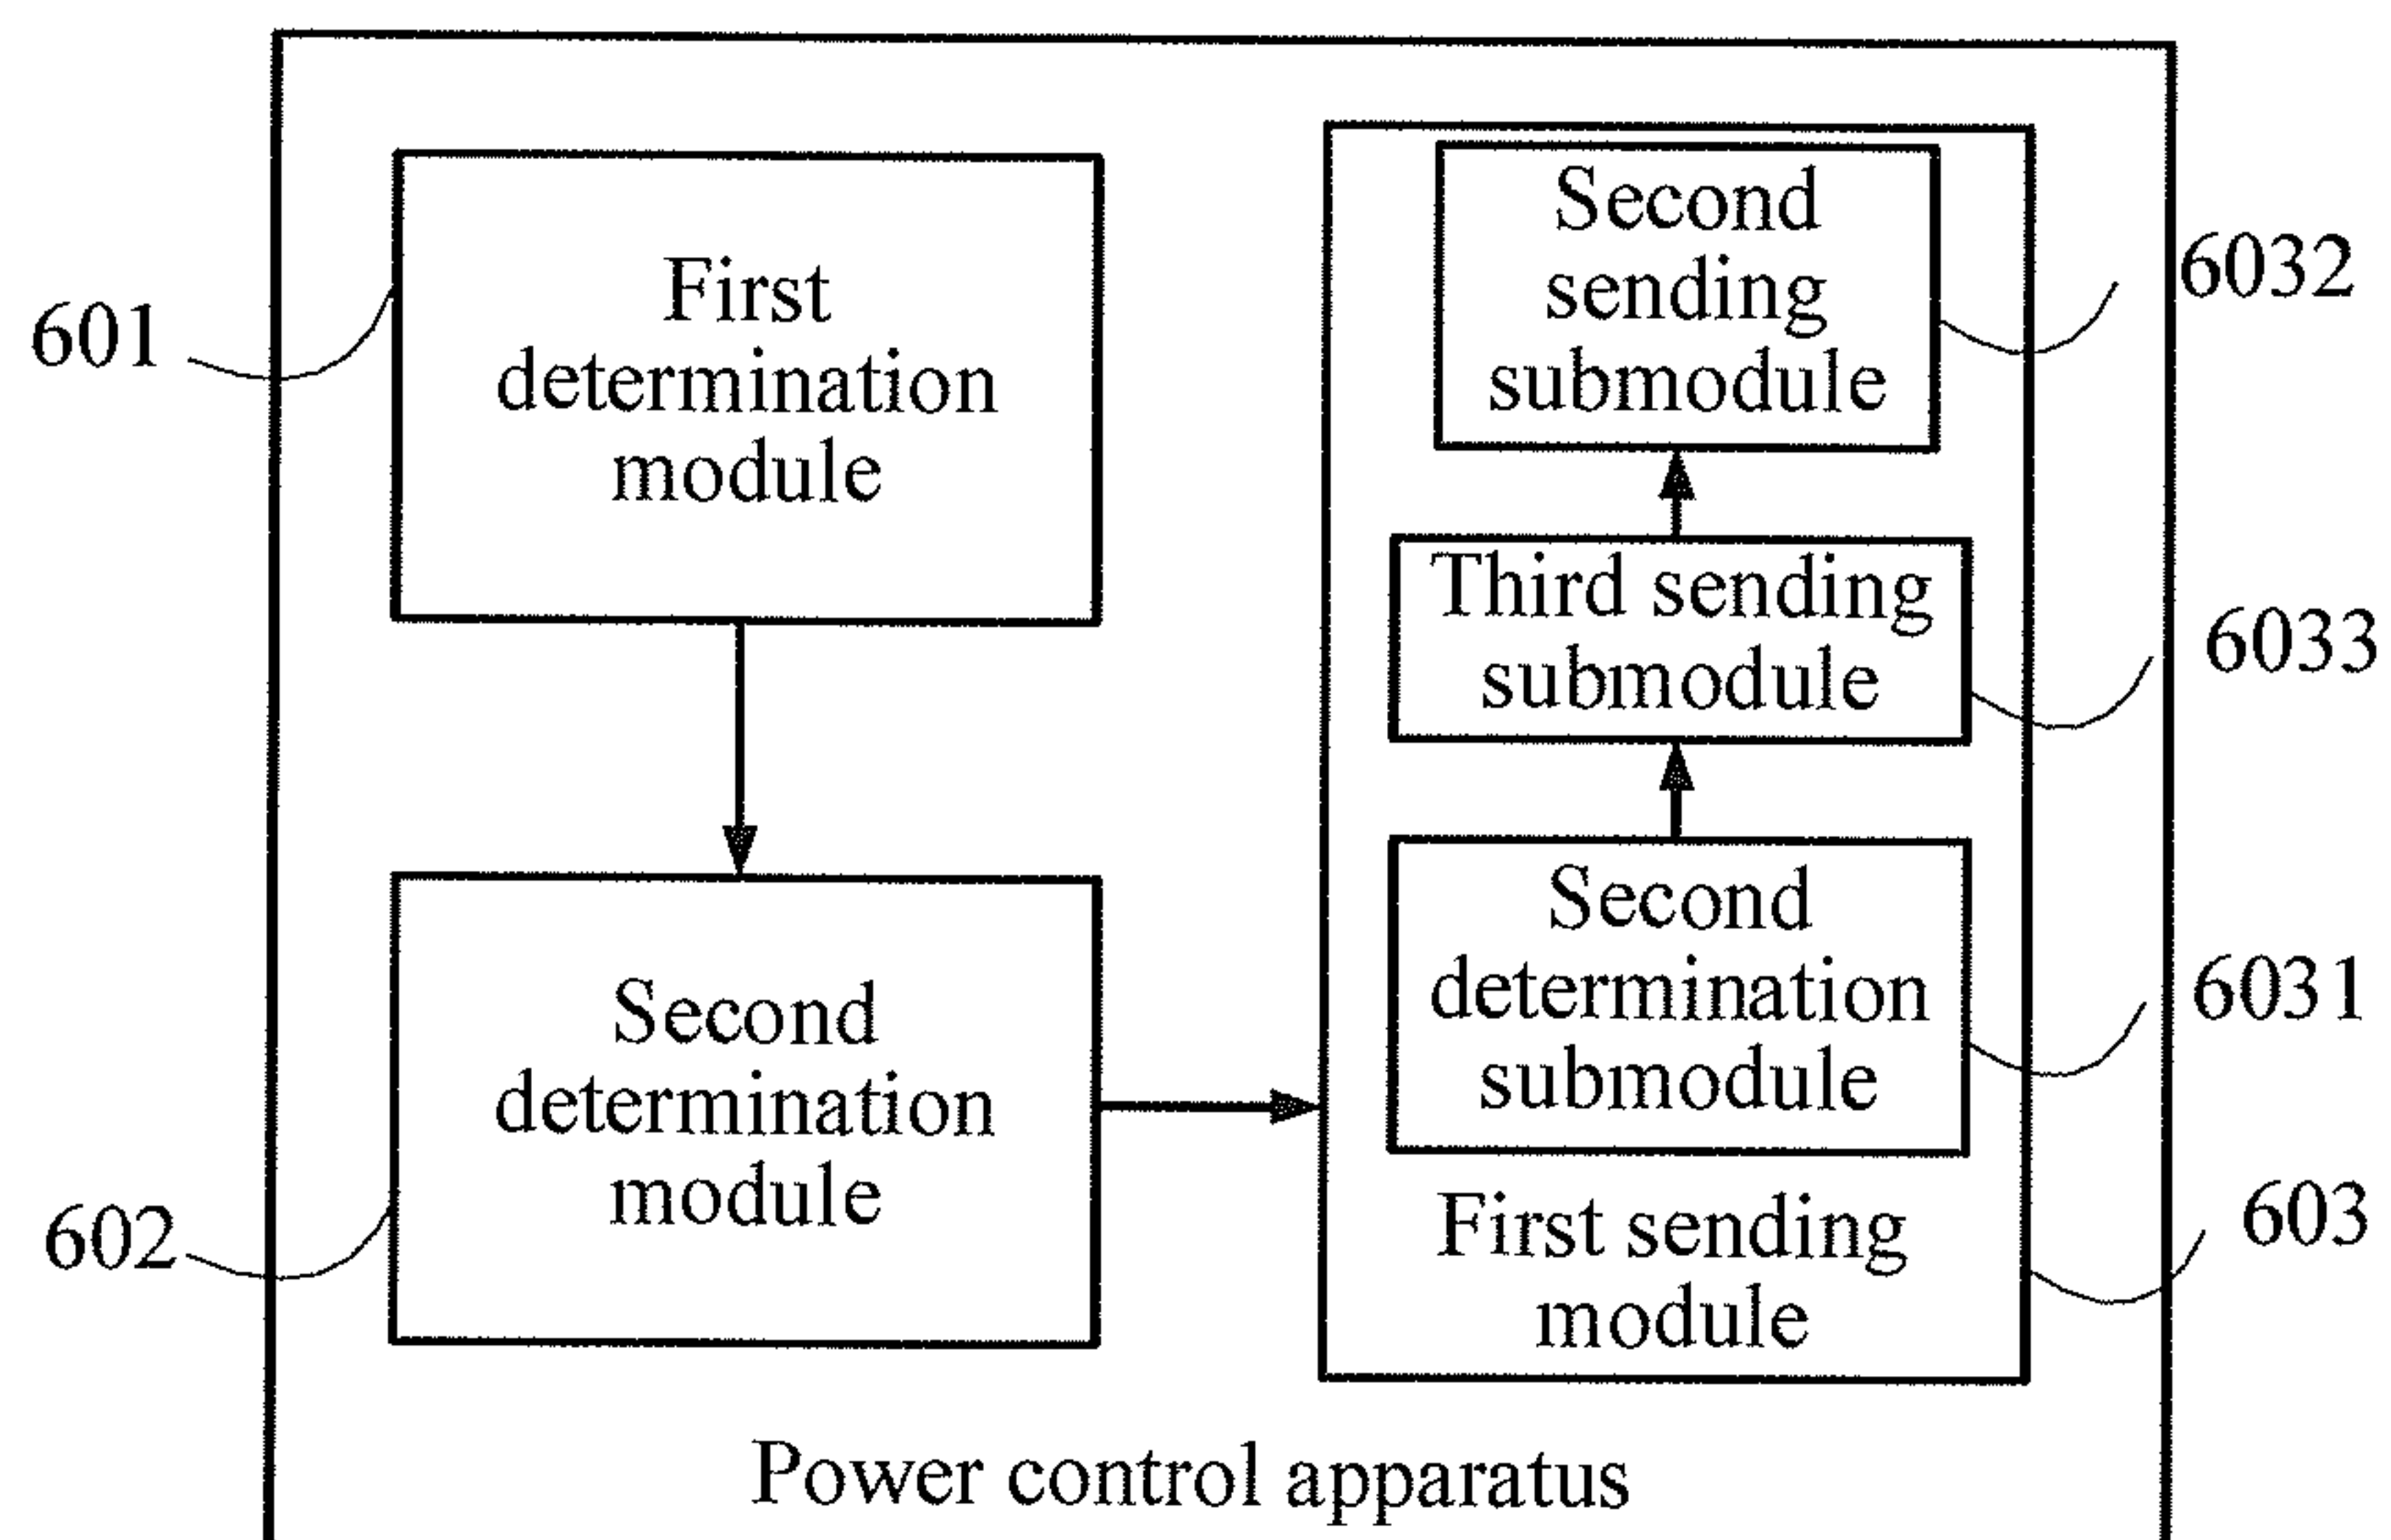 601
First
determination
module
602
Second
determination
module
Second
sending
submodule
6032
Third sending
submodule
6033
Second
determination
submodule
6031
First sending
module
603
Power control apparatus